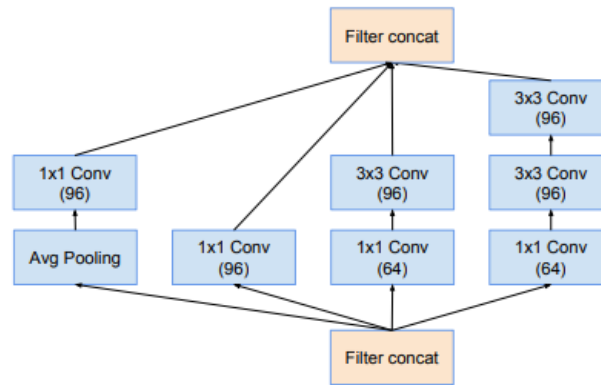 Filter concat
3x3 Conv
(96)
1x1 Conv
(96)
3x3 Conv
(96)
3x3 Conv
(96)
Avg Pooling
1x1 Conv
(96)
1x1 Conv
(64)
1x1 Conv
(64)
Filter concat